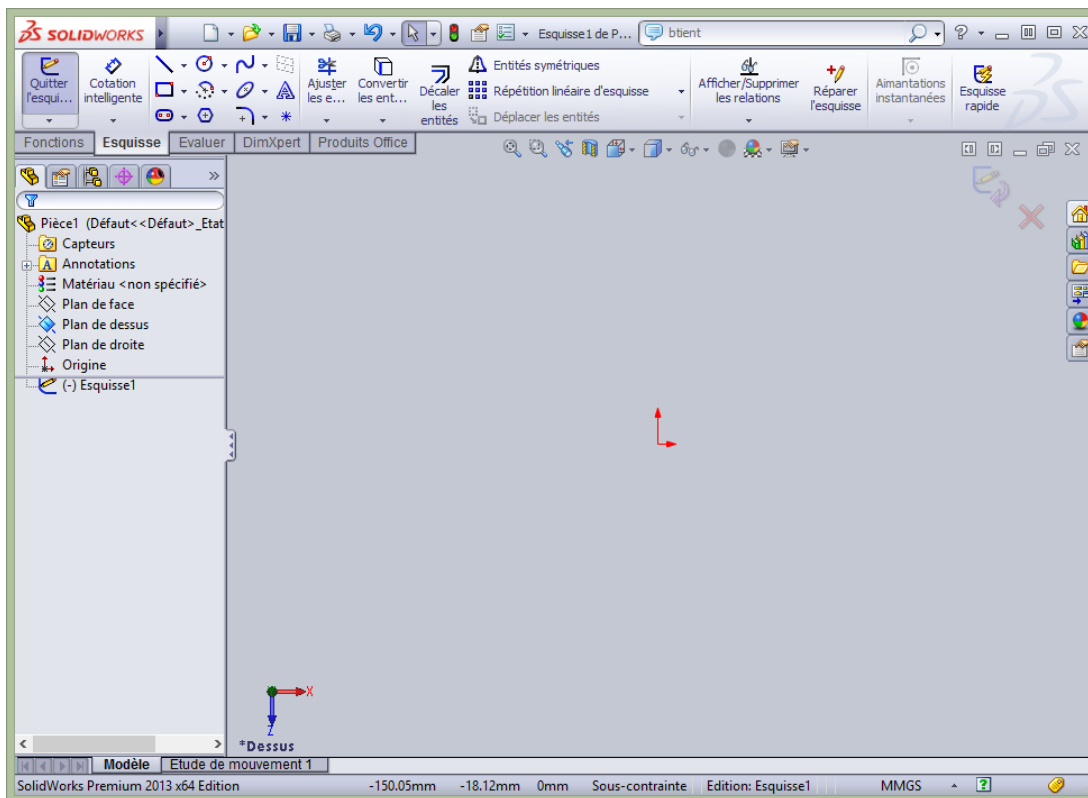 SOLIDWORKS
Esquisse1 de P...
btient
Quitter l'esqui...
Cotation intelligente
Ajuster les e...
Convertir les ent...
Décaler les entités
Entités symétriques
Répétition linéaire d'esquisse
Déplacer les entités
Afficher/Supprimer les relations
Réparer l'esquisse
Aimantations instantanées
Esquisse rapide
Fonctions
Esquisse
Evaluer
DimXpert
Produits Office
Pièce1 (Défaut<<Défaut>_Etat
Capteurs
A Annotations
Matériau <non spécifié>
Plan de face
Plan de dessus
Plan de droite
Origine
(-) Esquisse1
X
Z
*Dessus
Modèle
Etude de mouvement 1
SolidWorks Premium 2013 x64 Edition
-150.05mm
-18.12mm
0mm
Sous-contrainte
Edition: Esquisse1
MMGS
?